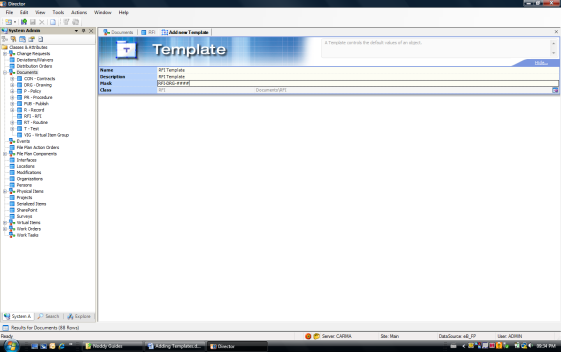 Director
File Edit View Tools Actions Window Help
System Admin
Documents RFI Add new Template
Classes & Attributes
Change Requests
Deviations/Waivers
Distribution Orders
Documents
CON - Contracts
DRG - Drawing
P - Policy
PR - Procedure
PUB - Publish
R - Record
RFI - RFI
RT - Routine
T - Test
VIG - Virtual Item Group
Events
File Plan Action Orders
File Plan Components
Interfaces
Locations
Modifications
Organisations
Persons
Physical Items
Projects
Serialized Items
SharePoint
Surveys
Virtual Items
Work Orders
Work Tasks
Template
A Template controls the default values of an object.
Hide...
Name RFI Template
Description RFI Template
Mask RFI-DRG-####
Class RFI Documents\RFI
System A Search Explore
Results for Documents (88 Rows)
Ready Server: CARMA Site: Main DataSource: eB_FP User: ADMIN
Noddy Guides Adding Templates.d... Director 08:34 PM